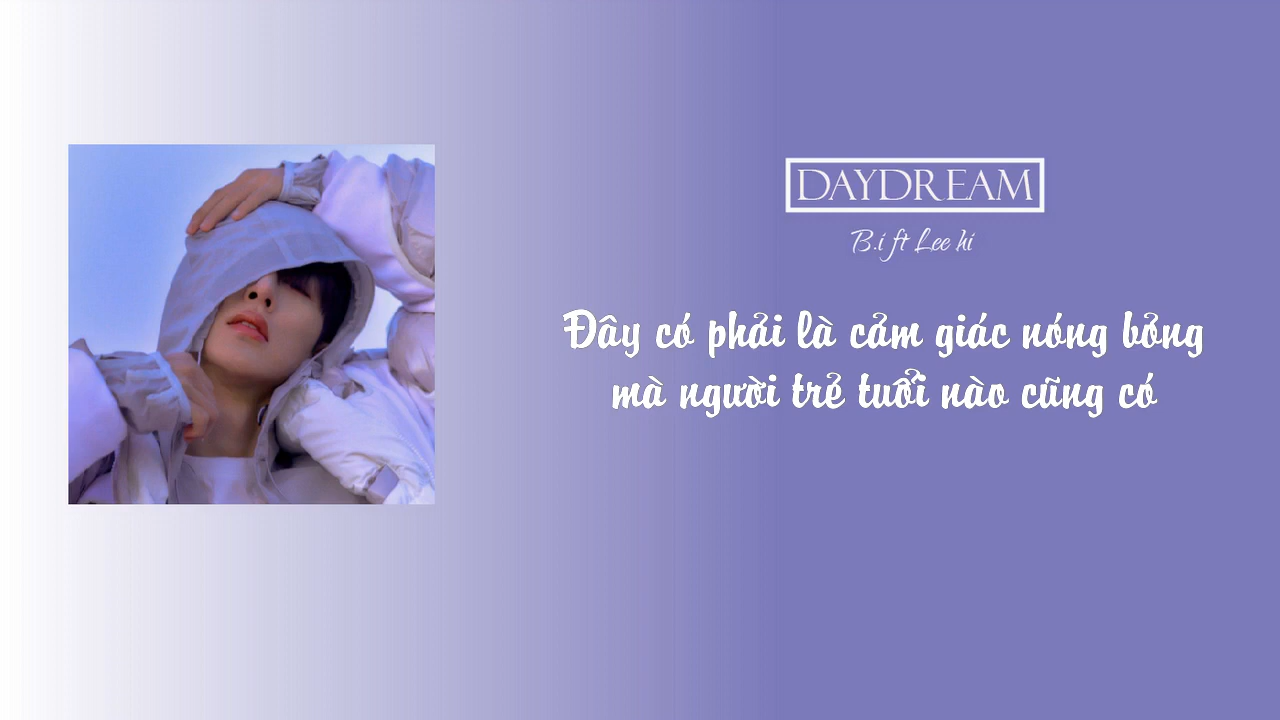 DAYDREAM
B.i ft Lee hi
Đây có phải là cảm giác nóng bỏng
mà người trẻ tuổi nào cũng có